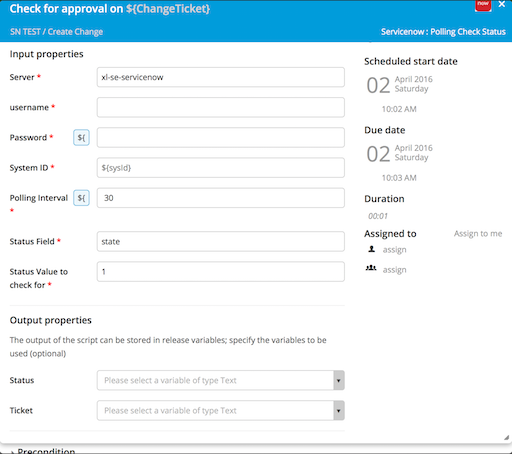 Check for approval on ${ChangeTicket}
now
SN TEST / Create Change
Servicenow : Polling Check Status
Input properties
Server *
xl-se-servicenow
username *
Password *
${
System ID *
${sysId}
Polling Interval *
${
30
Status Field *
state
Status Value to
check for *
1
Output properties
The output of the script can be stored in release variables; specify the variables to be
used (optional)
Status
Please select a variable of type Text
Ticket
Please select a variable of type Text
Precondition
Scheduled start date
02
April 2016
Saturday
10:02 AM
Due date
02
April 2016
Saturday
10:03 AM
Duration
00:01
Assigned to
Assign to me
assign
assign